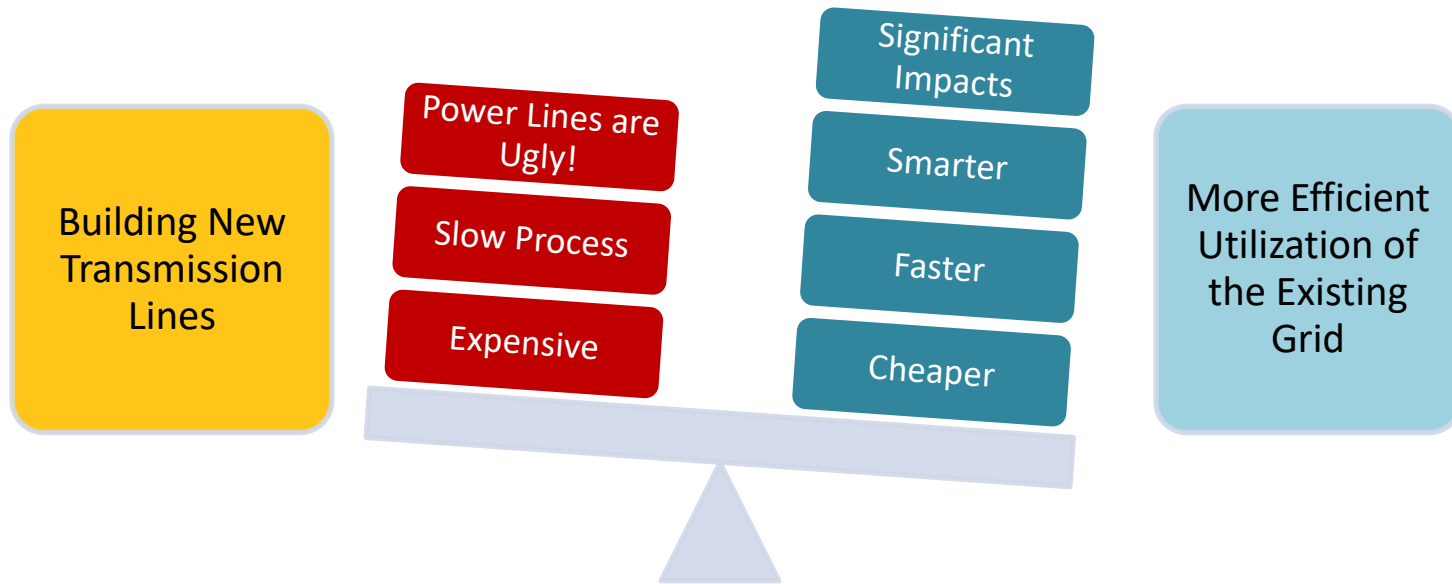 Building New
Transmission
Lines
Power Lines are
Ugly!
Slow Process
Expensive
Significant
Impacts
Smarter
Faster
Cheaper
More Efficient
Utilization of
the Existing
Grid